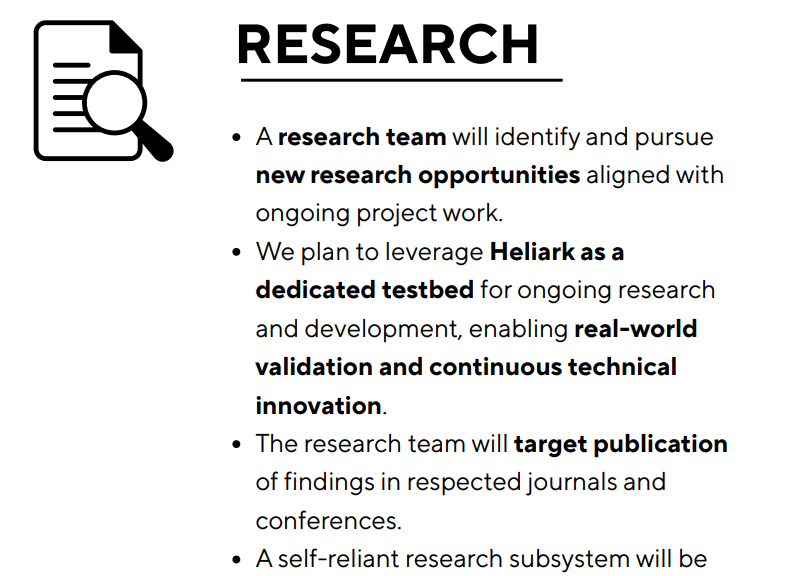 RESEARCH
• A research team will identify and pursue
new research opportunities aligned with
ongoing project work.
• We plan to leverage Heliark as a
dedicated testbed for ongoing research
and development, enabling real-world
validation and continuous technical
innovation.
• The research team will target publication
of findings in respected journals and
conferences.
• A self-reliant research subsystem will be